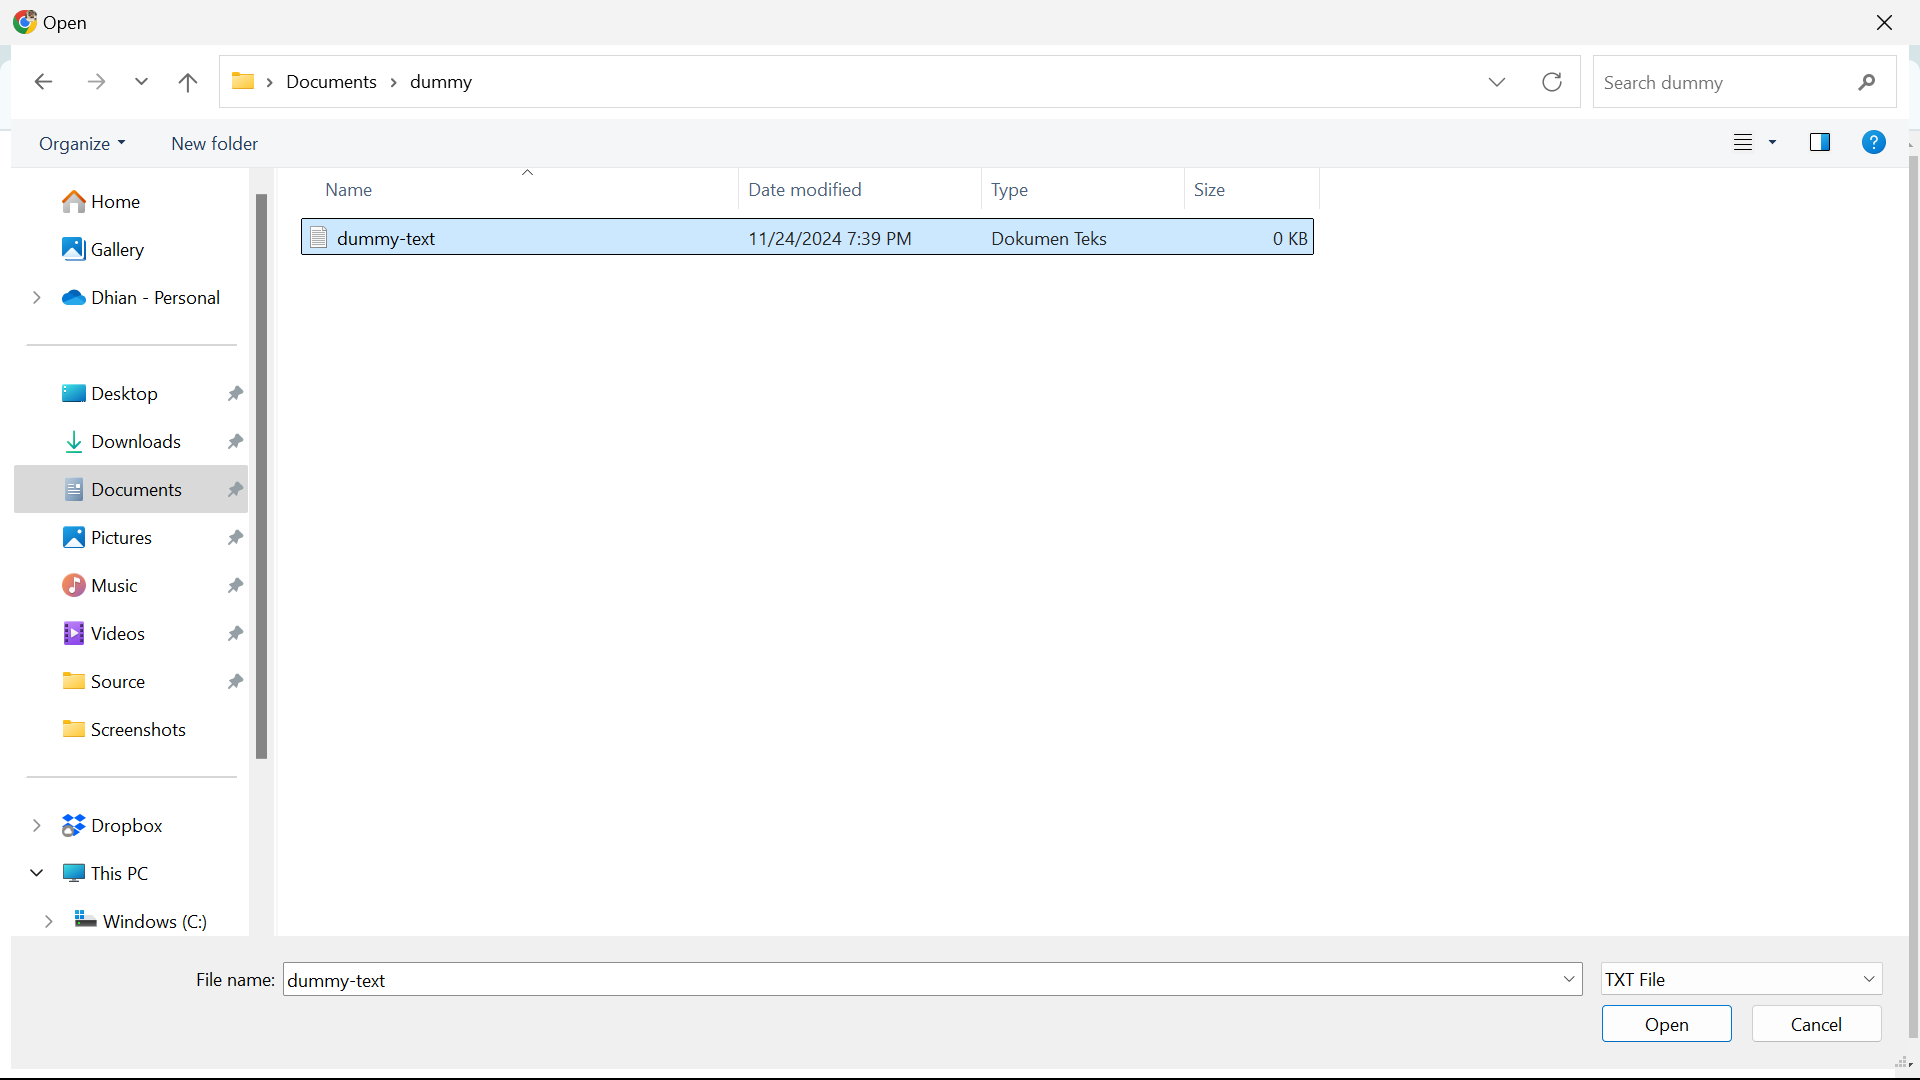 Open
Documents dummy
Search dummy
Organize
New folder
Name Date modified Type Size
dummy-text 11/24/2024 7:39 PM Dokumen Teks 0 KB
Home
Gallery
Dhian - Personal
Desktop
Downloads
Documents
Pictures
Music
Videos
Source
Screenshots
Dropbox
This PC
Windows (C:)
File name: dummy-text TXT File
Open Cancel